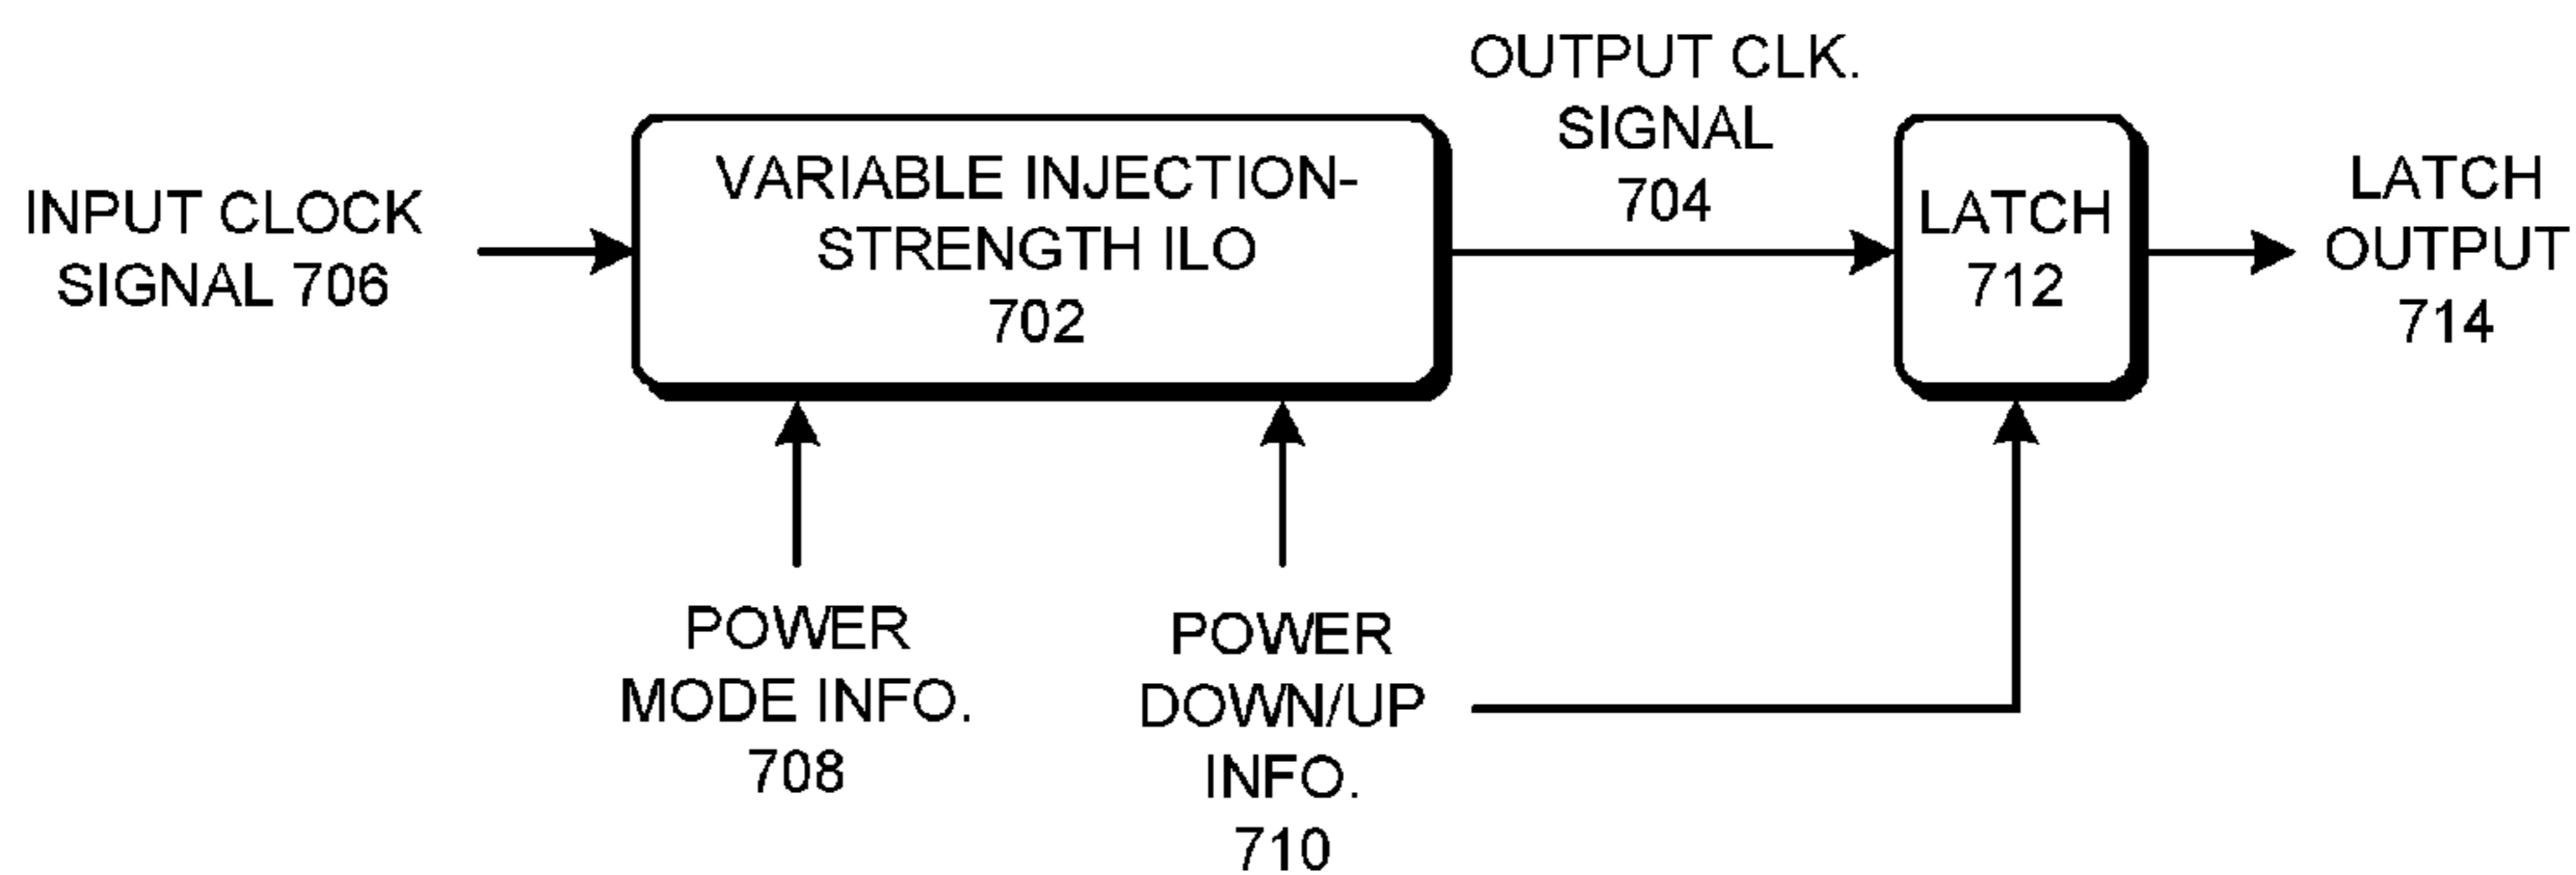 INPUT CLOCK
SIGNAL 706
VARIABLE INJECTION-
STRENGTH ILO
702
OUTPUT CLK.
SIGNAL
704
LATCH
712
LATCH
OUTPUT
714
POWER
MODE INFO.
708
POWER
DOWN/UP
INFO.
710